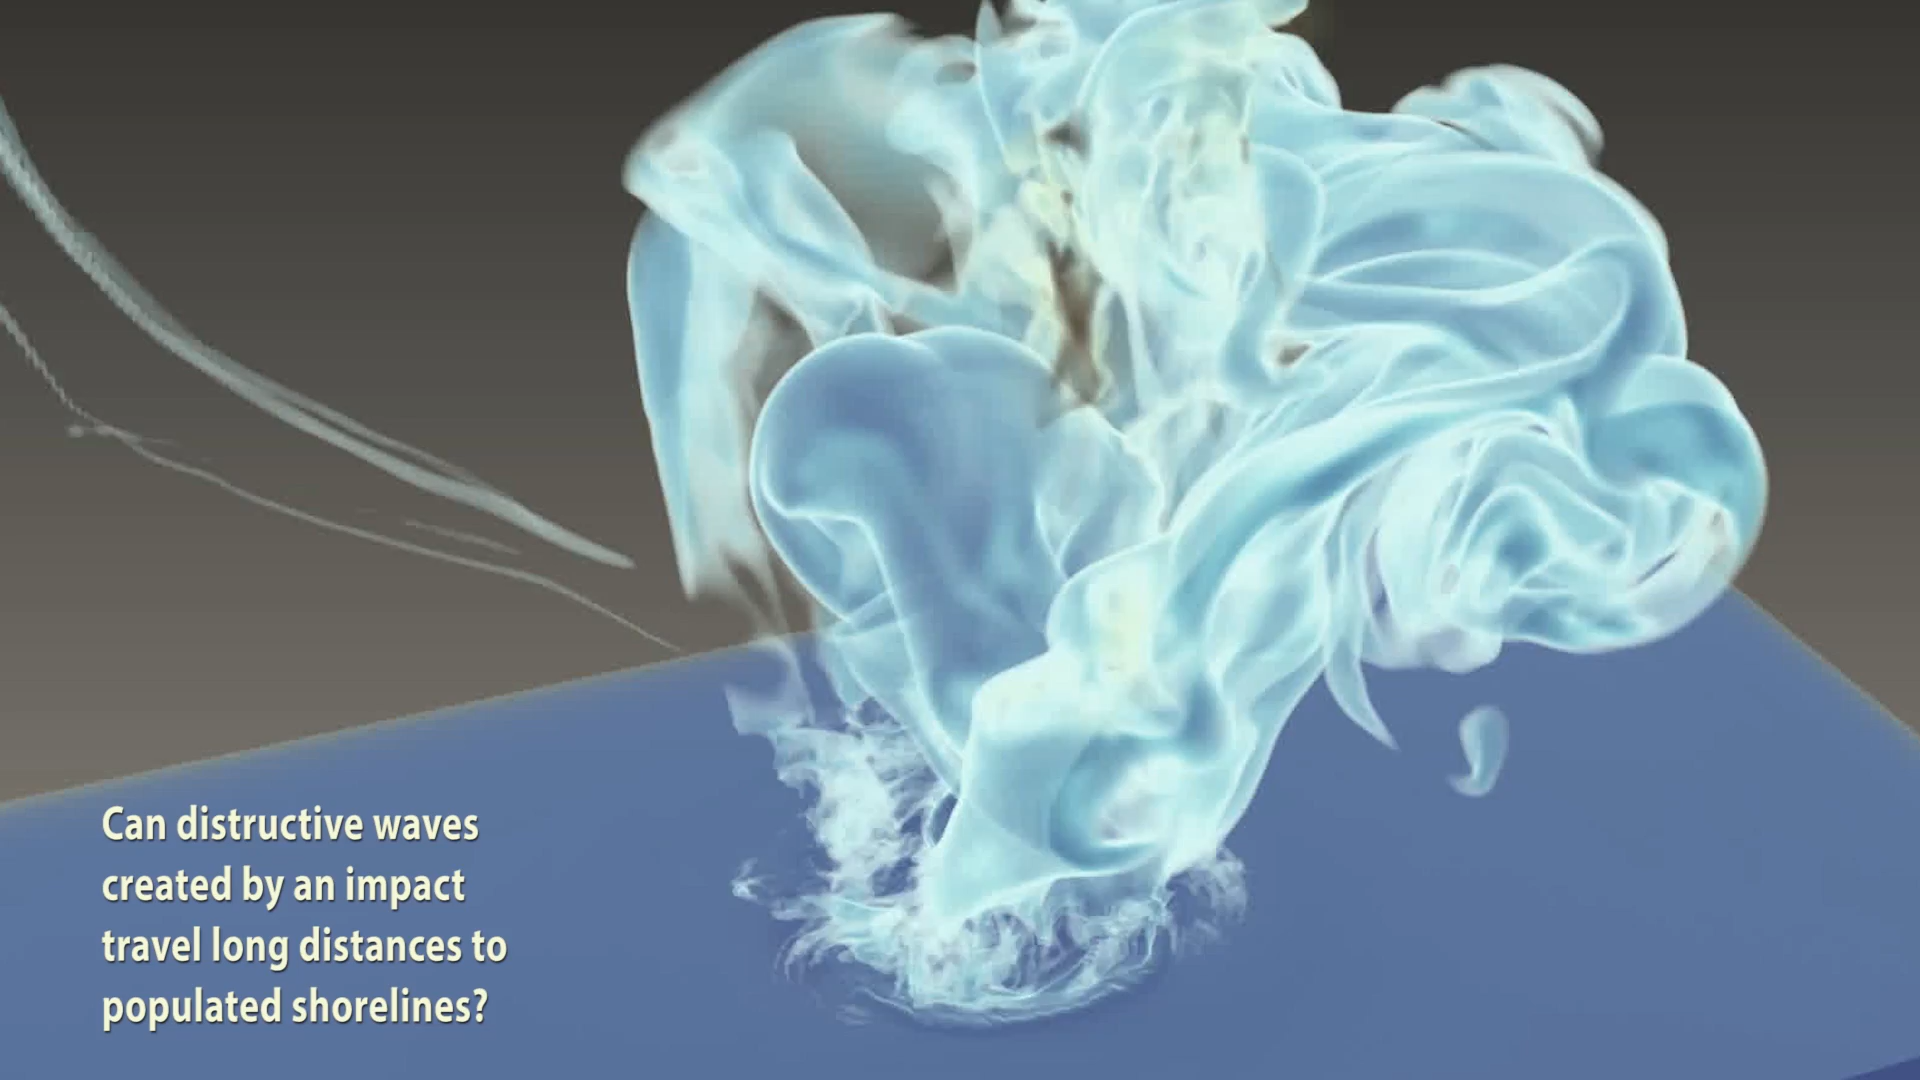 Can distructive waves
created by an impact
travel long distances to
populated shorelines?